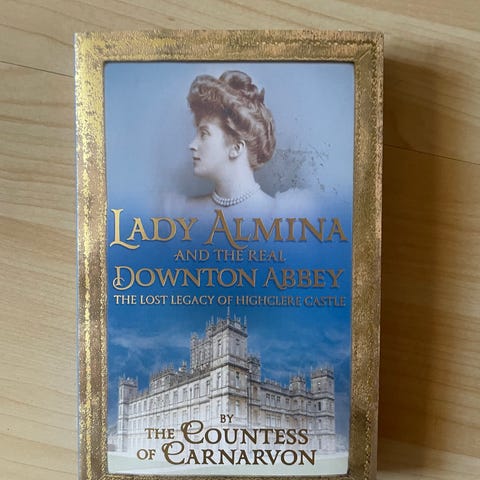 LADY ALMINA
AND THE REAL
DOWNTON ABBEY
THE LOST LEGACY OF HIGHCLERE CASTLE
BY
THE COUNTESS
OF CARNARVON